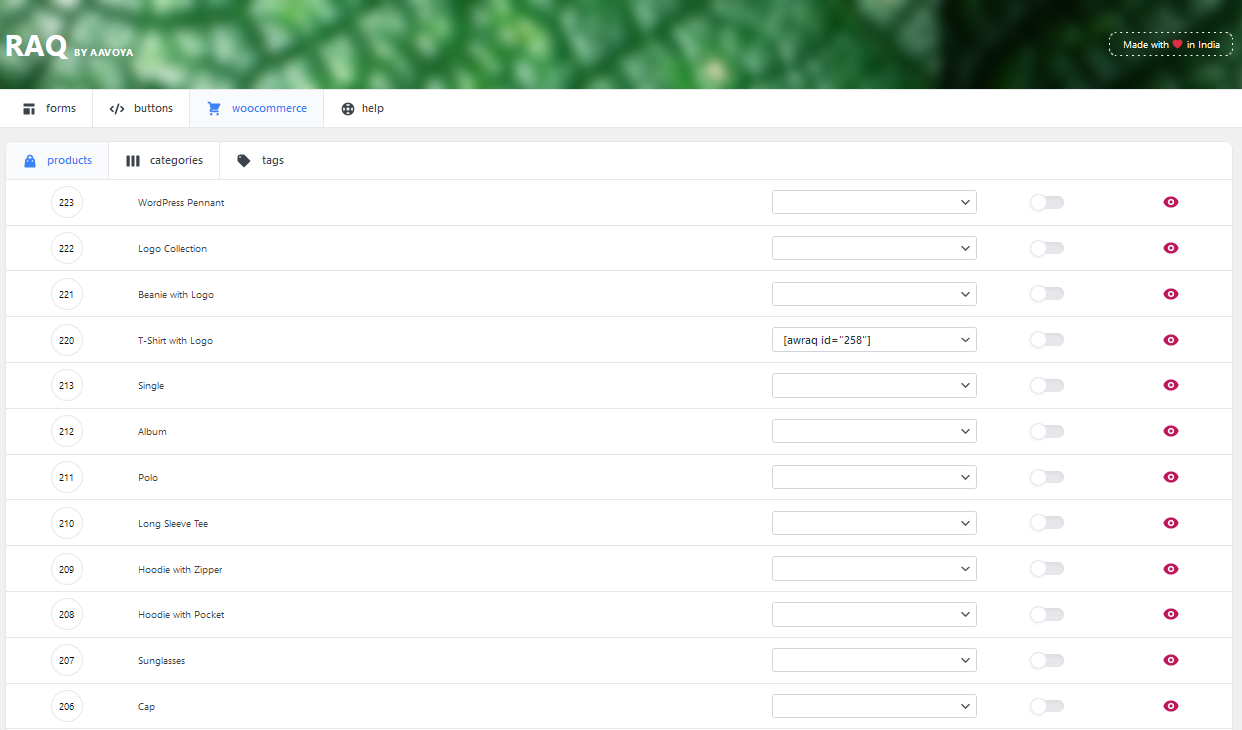 RAQ BY AAVOYA
Made with ❤ in India
forms buttons woocommerce help
products categories tags
223 WordPress Pennant
222 Logo Collection
221 Beanie with Logo
220 T-Shirt with Logo [awraq id="258"]
213 Single
212 Album
211 Polo
210 Long Sleeve Tee
209 Hoodie with Zipper
208 Hoodie with Pocket
207 Sunglasses
206 Cap